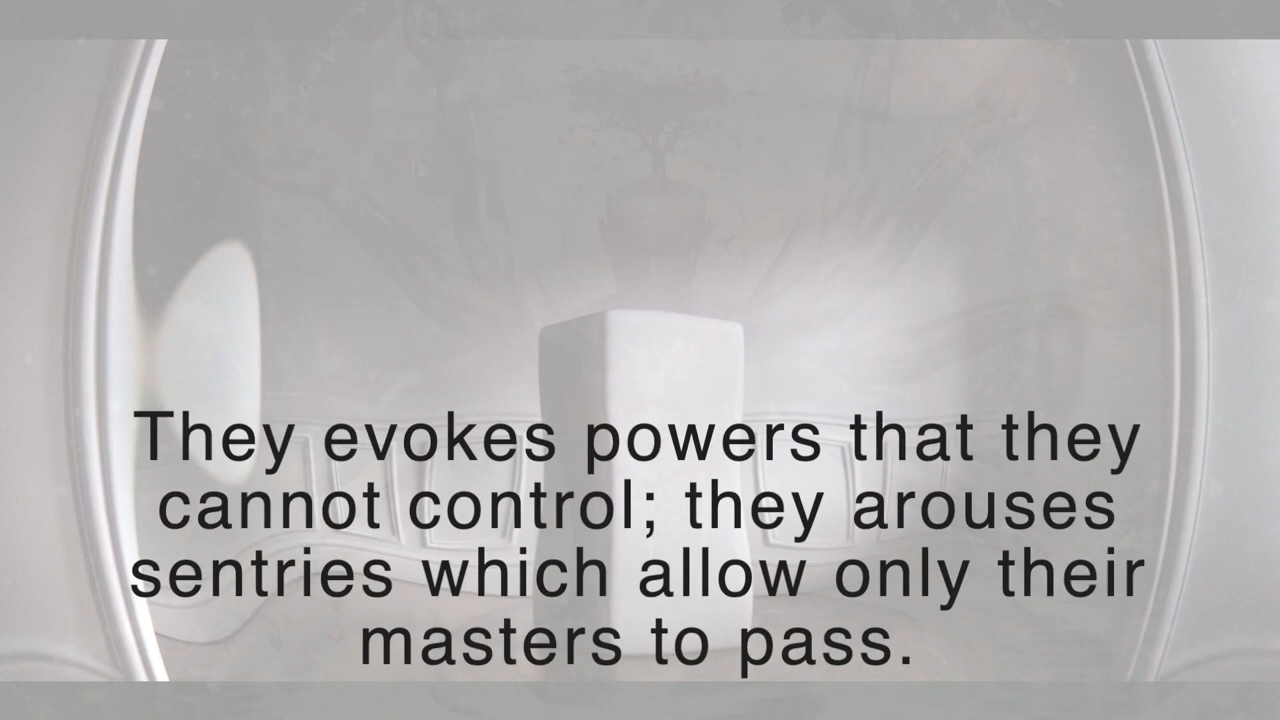 They evokes powers that they
cannot control; they arouses
sentries which allow only their
masters to pass.